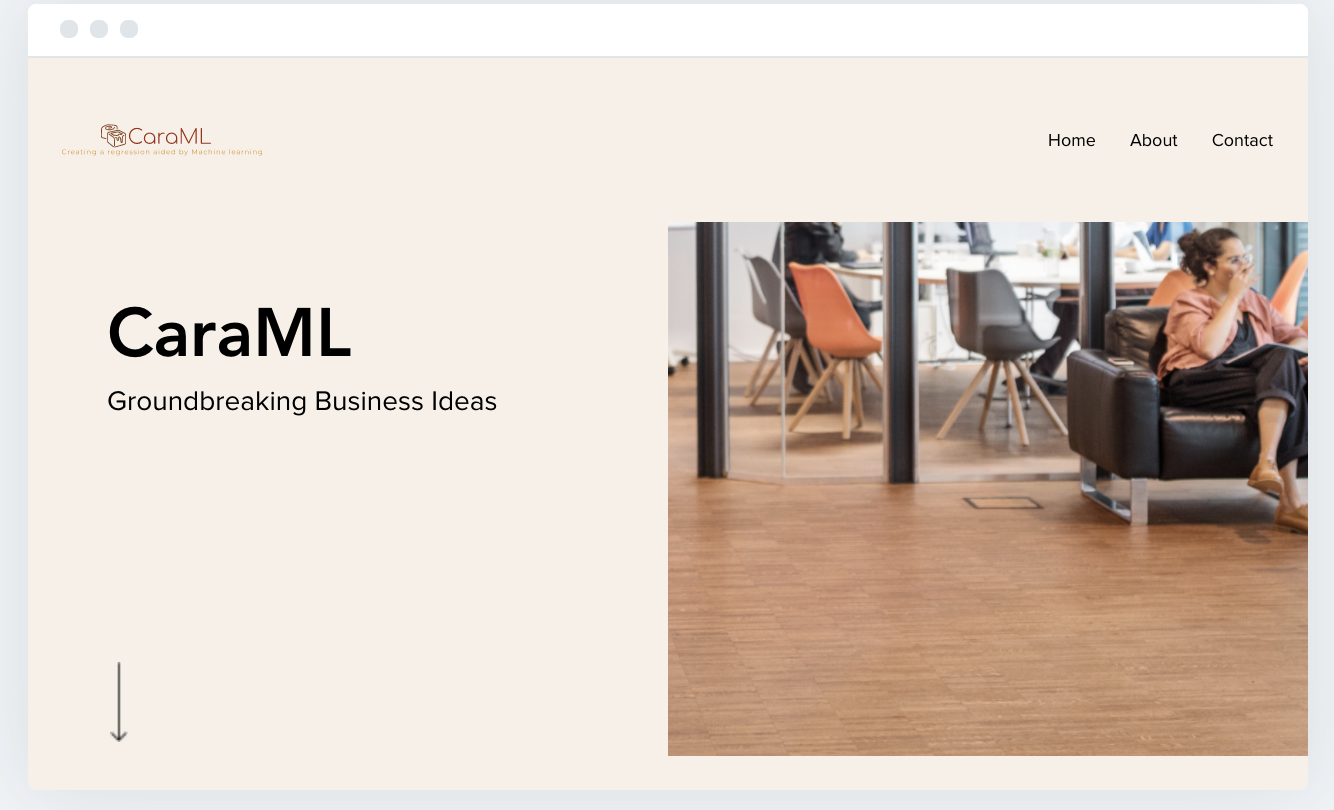 CaraML
Creating a regression aided by Machine learning
Home About Contact
CaraML
Groundbreaking Business Ideas